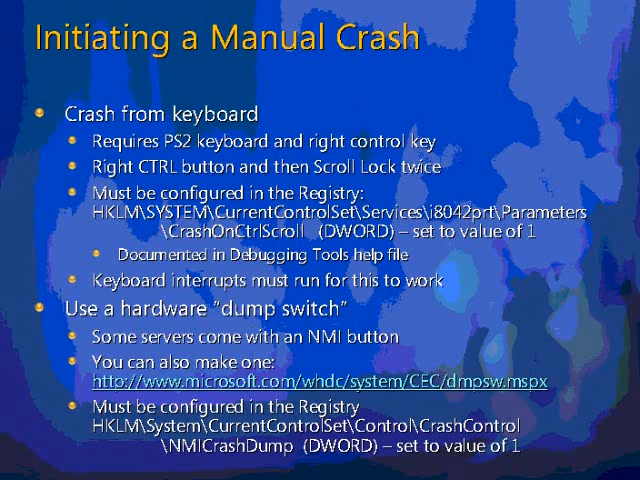 Initiating a Manual Crash
Crash from keyboard
Requires PS2 keyboard and right control key
Right CTRL button and then Scroll Lock twice
Must be configured in the Registry:
HKLM\SYSTEM\CurrentControlSet\Services\i8042prt\Parameters
\CrashOnCtrlScroll (DWORD) – set to value of 1
Documented in Debugging Tools help file
Keyboard interrupts must run for this to work
Use a hardware "dump switch"
Some servers come with an NMI button
You can also make one:
http://www.microsoft.com/whdc/system/CEC/dmpsw.mspx
Must be configured in the Registry
HKLM\System\CurrentControlSet\Control\CrashControl
\NMICrashDump (DWORD) – set to value of 1